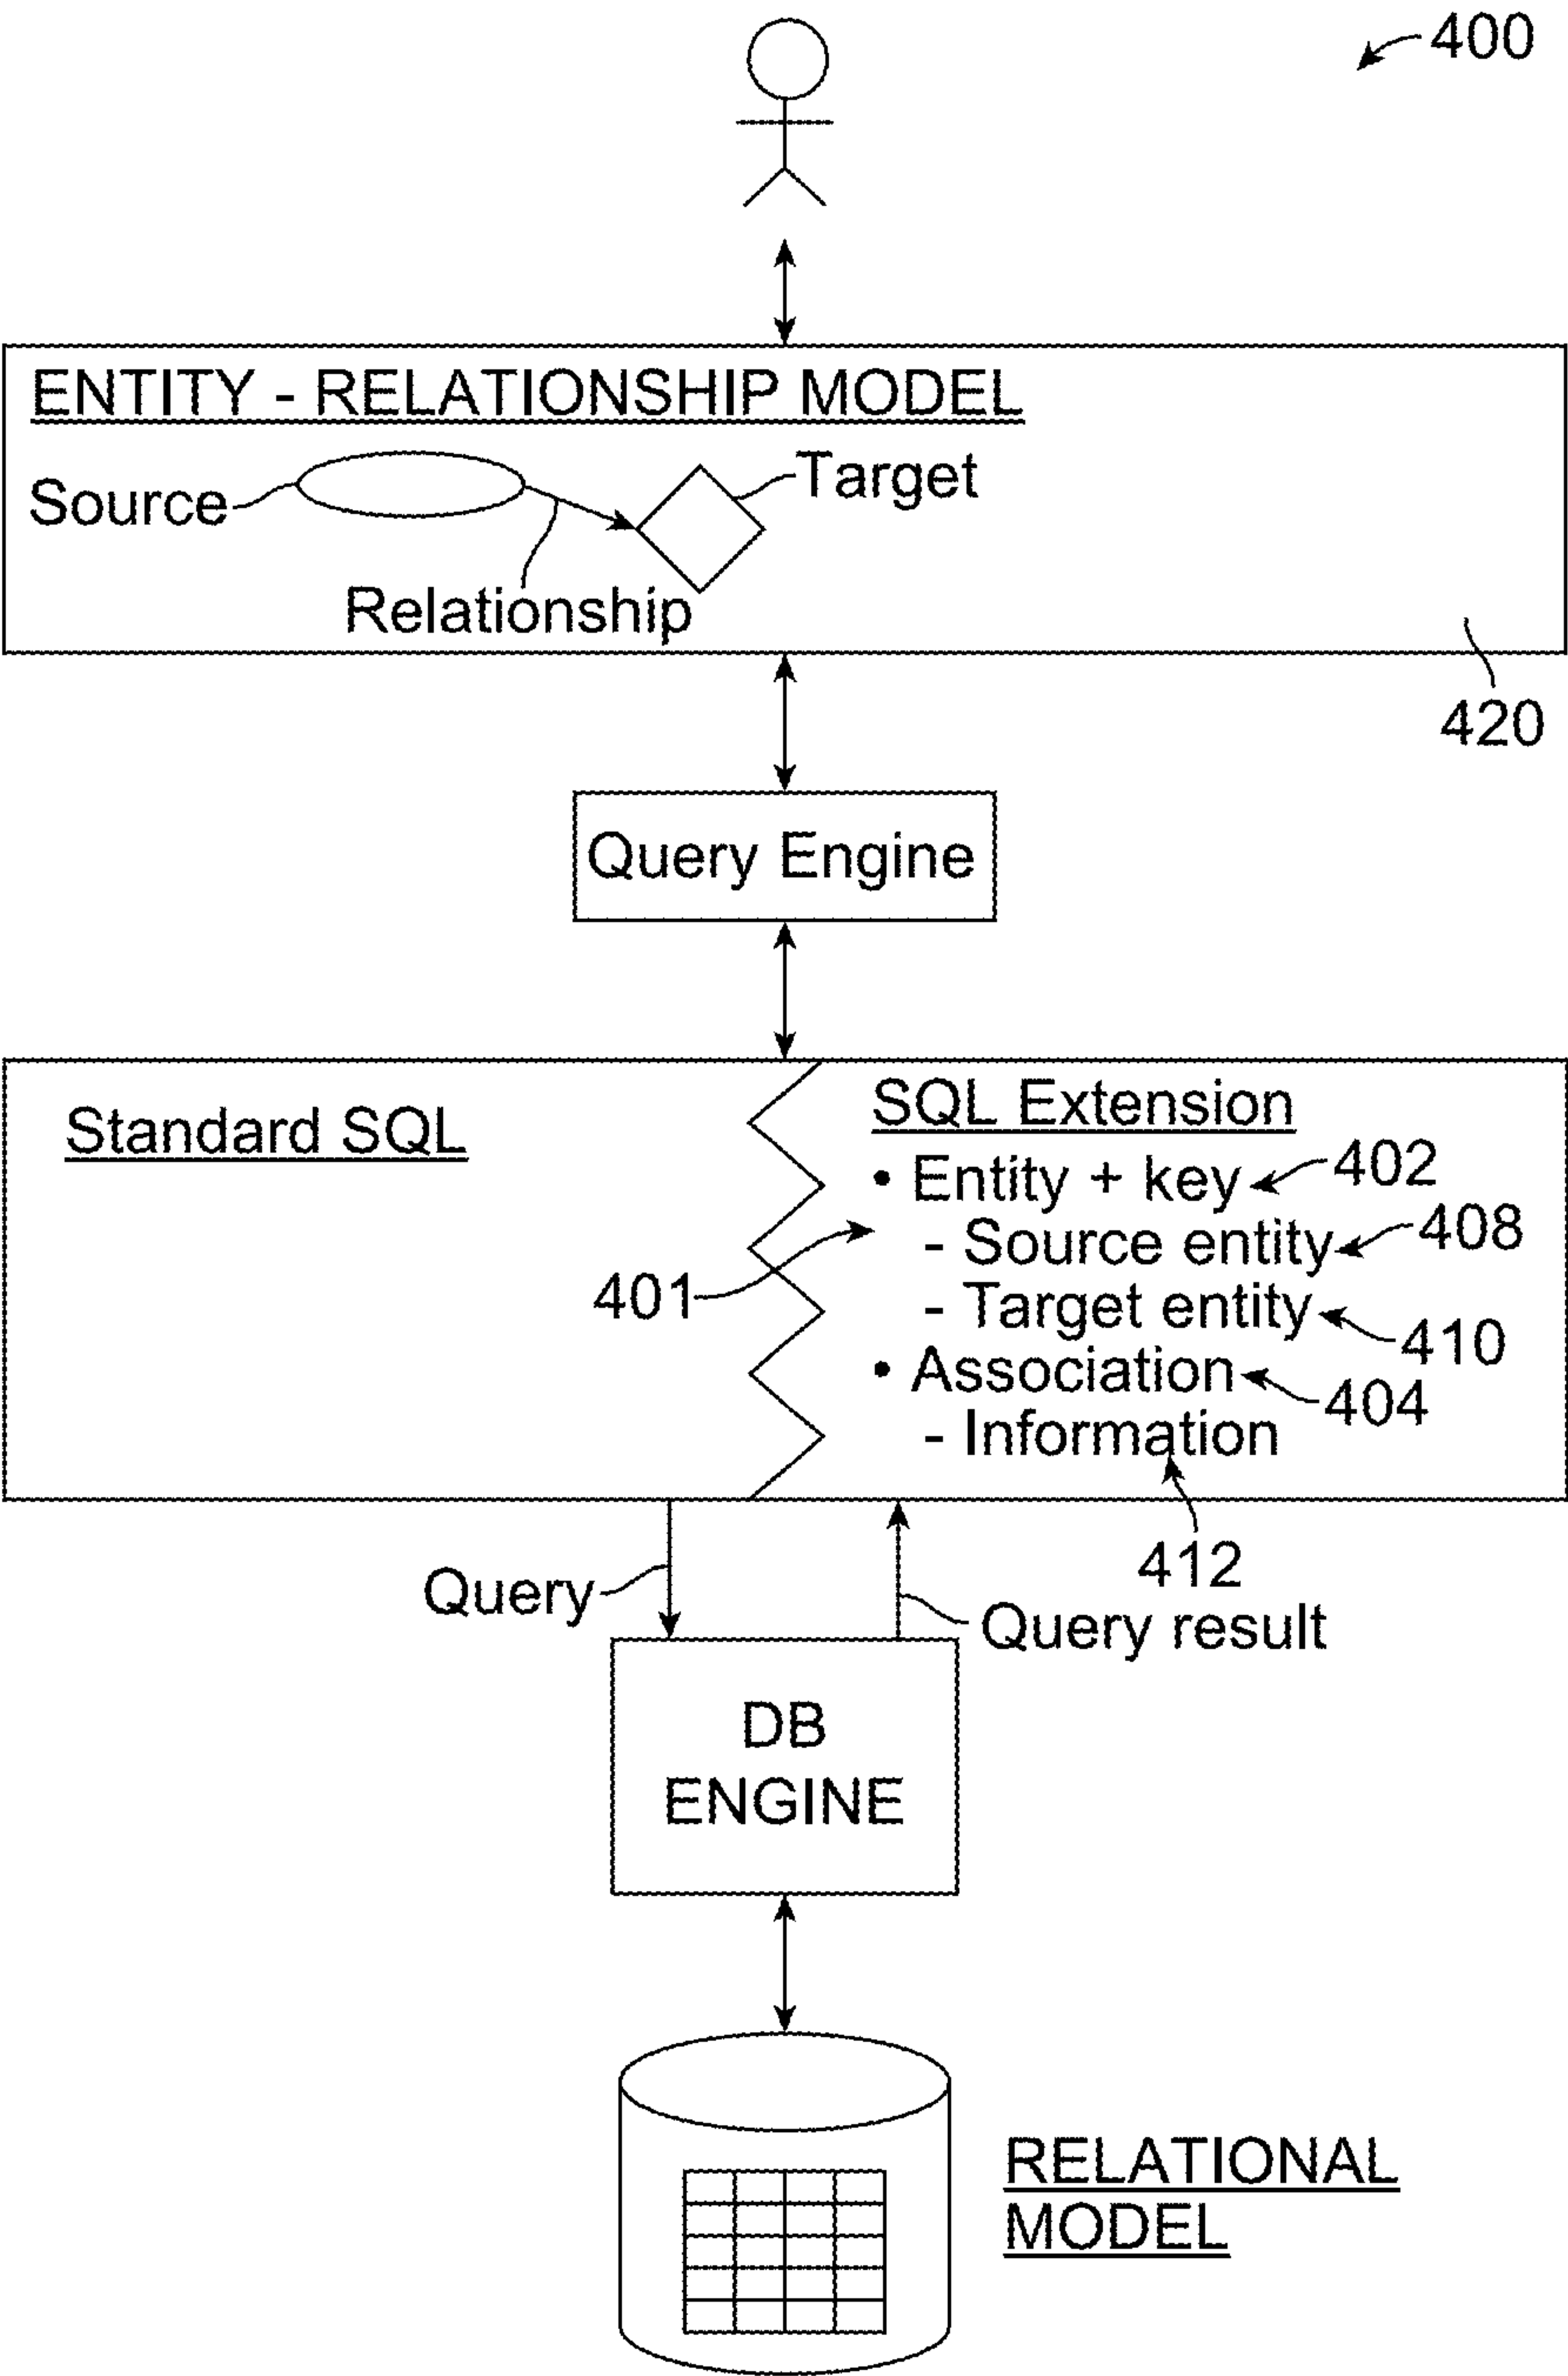 400
ENTITY - RELATIONSHIP MODEL
Source
Target
Relationship
420
Query Engine
Standard SQL
SQL Extension
• Entity + key
402
- Source entity
408
401
- Target entity
410
• Association
404
- Information
412
Query
Query result
DB
ENGINE
RELATIONAL
MODEL